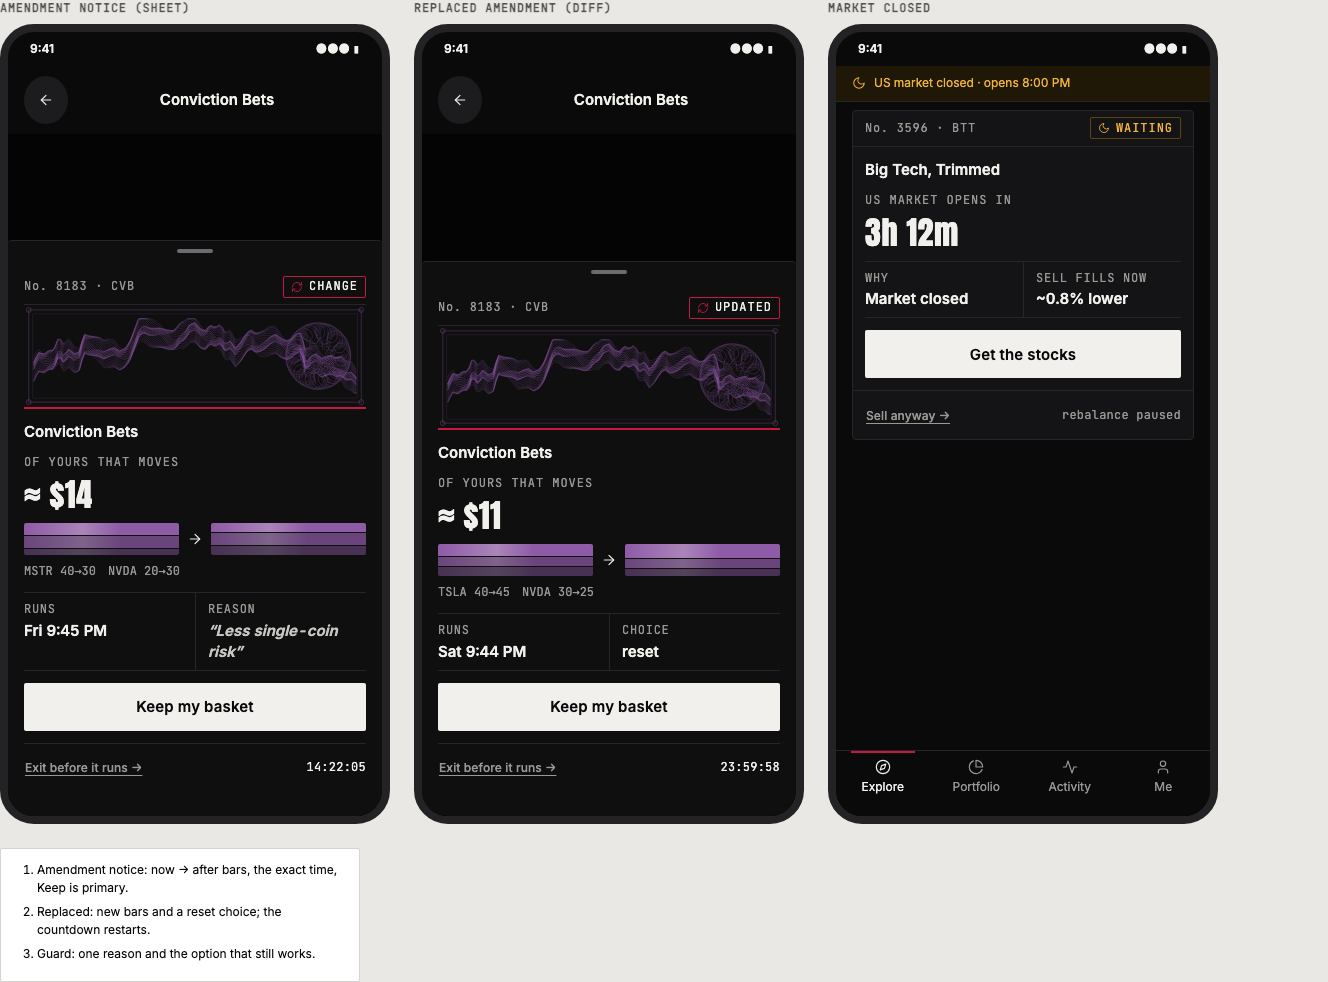 AMENDMENT NOTICE (SHEET)
9:41
Conviction Bets
No. 8183 · CVB
CHANGE
Conviction Bets
OF YOURS THAT MOVES
≈ $14
→
MSTR 40→30 NVDA 20→30
RUNS
Fri 9:45 PM
REASON
“Less single-coin
risk”
Keep my basket
Exit before it runs →
14:22:05
REPLACED AMENDMENT (DIFF)
9:41
Conviction Bets
No. 8183 · CVB
UPDATED
Conviction Bets
OF YOURS THAT MOVES
≈ $11
→
TSLA 40→45 NVDA 30→25
RUNS
Sat 9:44 PM
CHOICE
reset
Keep my basket
Exit before it runs →
23:59:58
MARKET CLOSED
9:41
US market closed · opens 8:00 PM
No. 3596 · BTT
WAITING
Big Tech, Trimmed
US MARKET OPENS IN
3h 12m
WHY
Market closed
SELL FILLS NOW
~0.8% lower
Get the stocks
Sell anyway →
rebalance paused
Explore
Portfolio
Activity
Me
1. Amendment notice: now → after bars, the exact time,
Keep is primary.
2. Replaced: new bars and a reset choice; the
countdown restarts.
3. Guard: one reason and the option that still works.